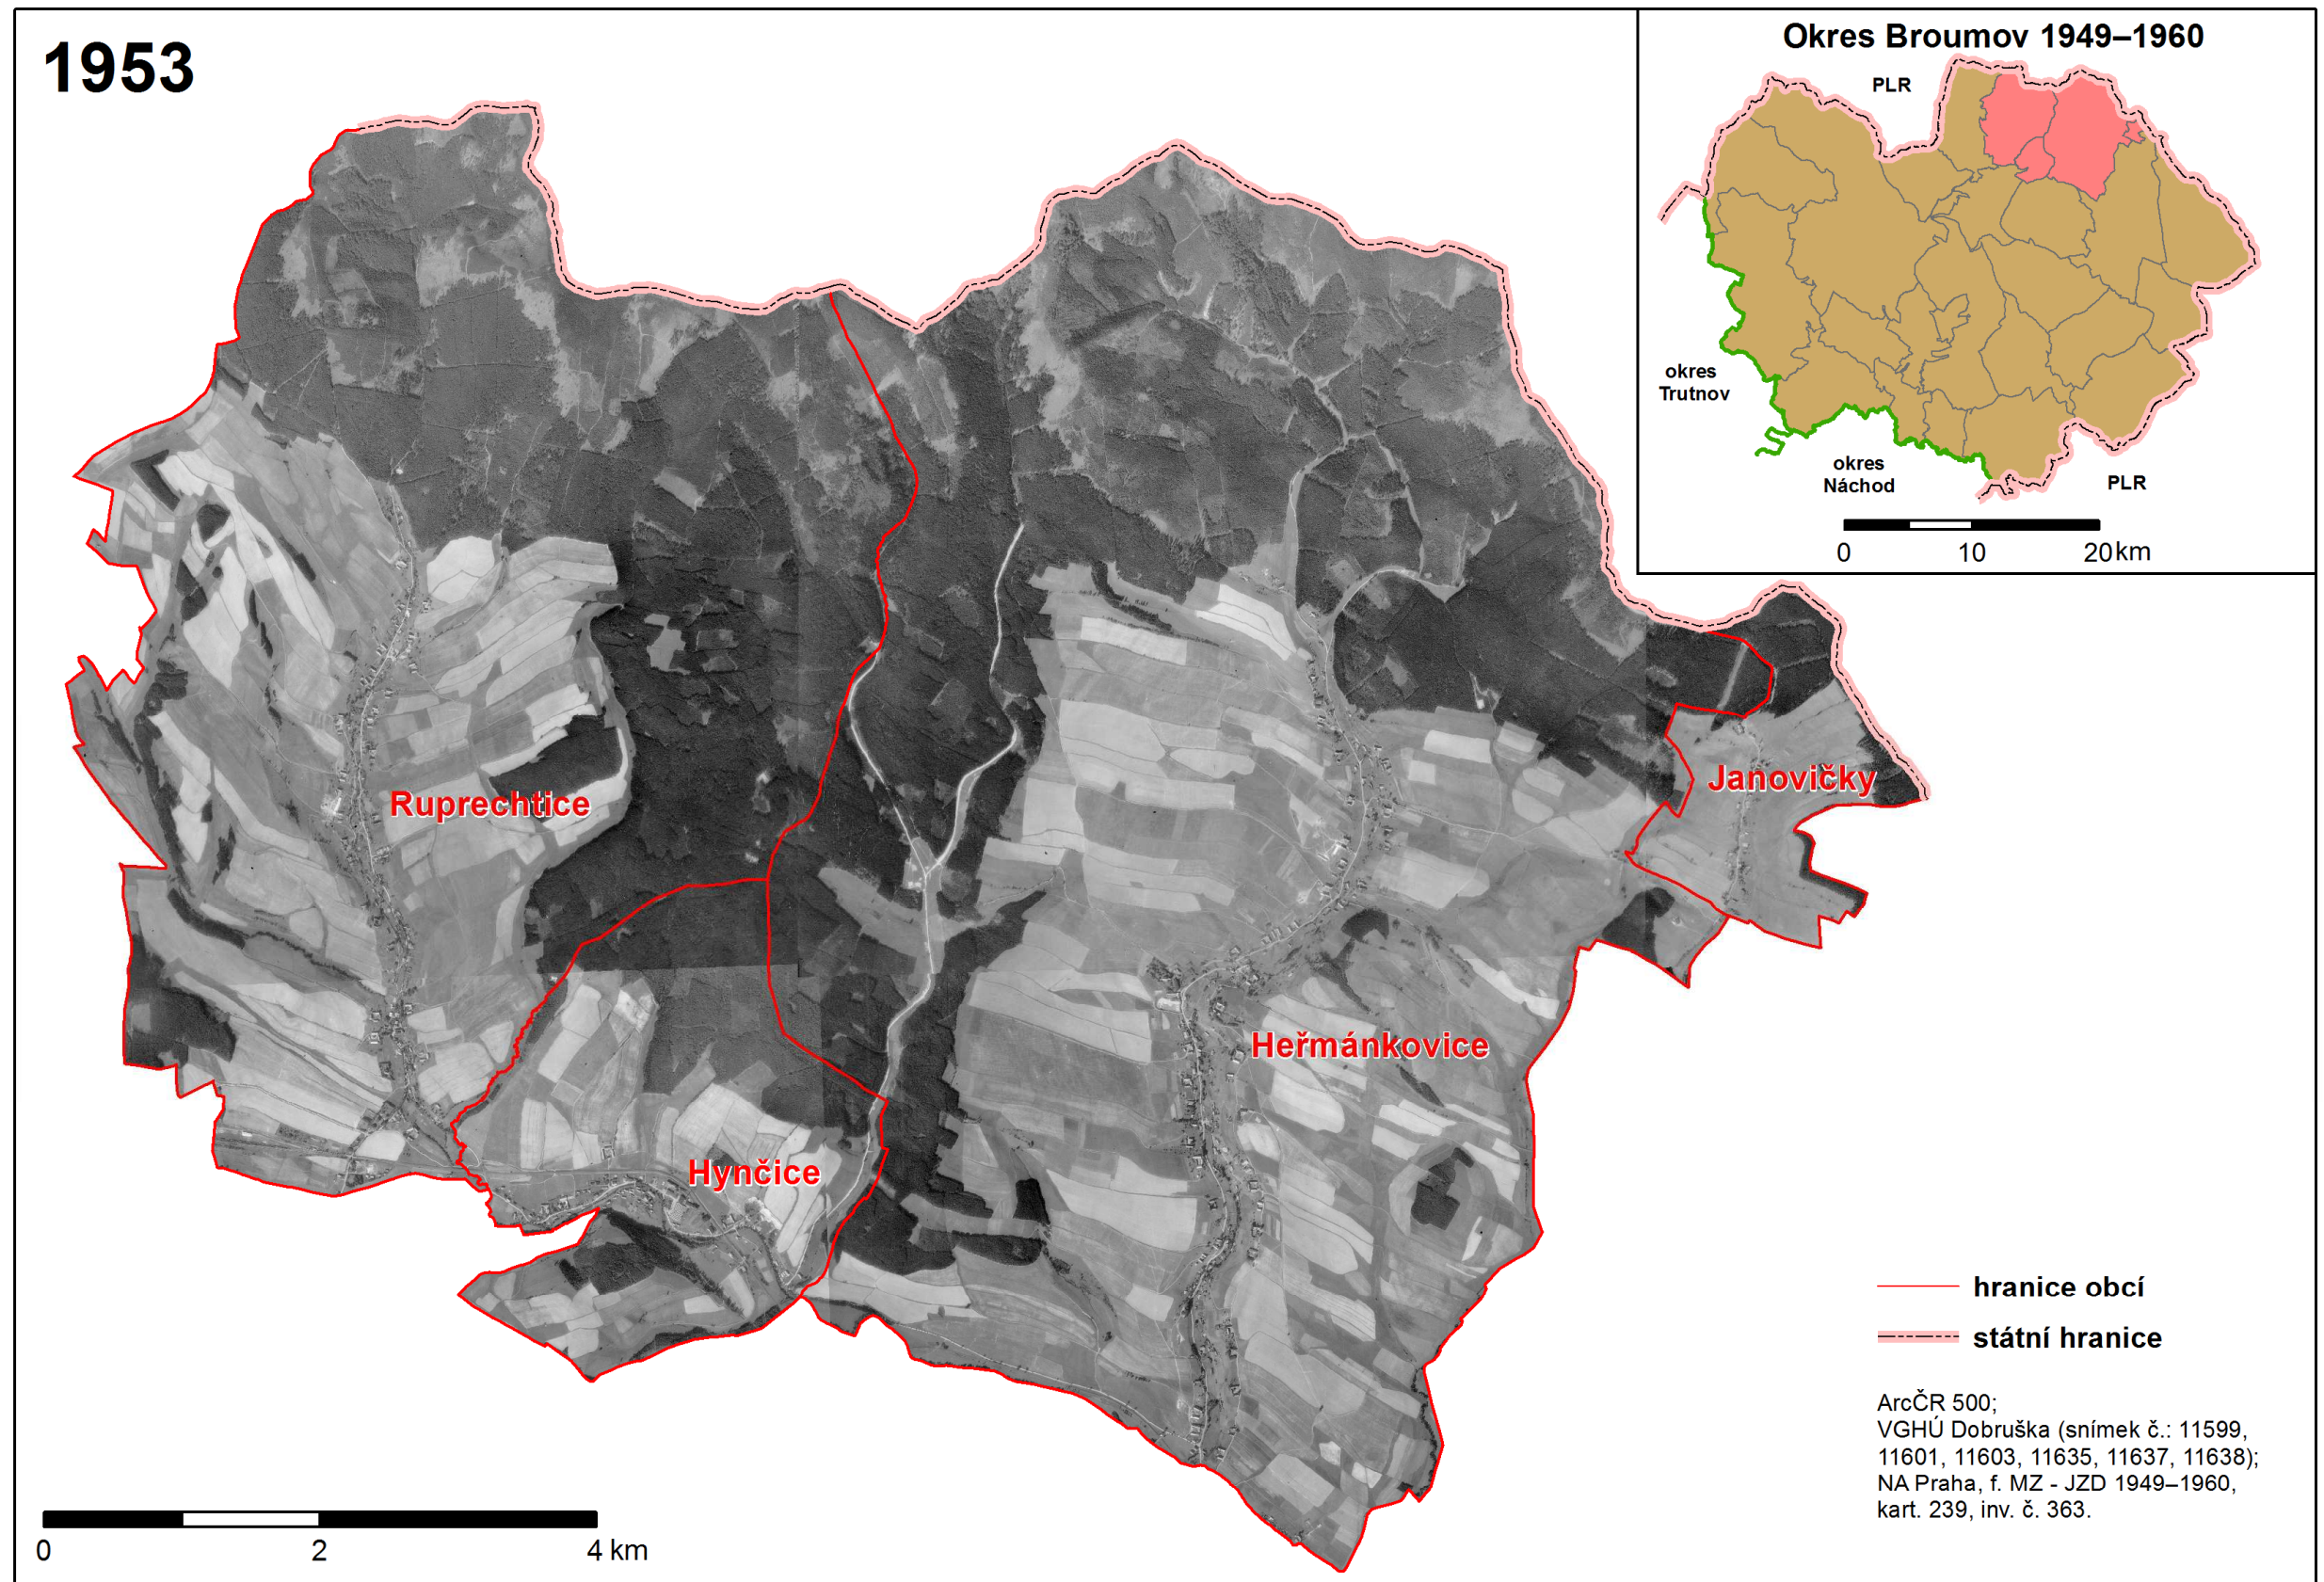 1953
Okres Broumov 1949–1960
PLR
okres
Trutnov
okres
Náchod
PLR
0 10 20 km
Ruprechtice
Janovičky
Heřmánkovice
Hynčice
hranice obcí
státní hranice
ArcČR 500;
VGHÚ Dobruška (snímek č.: 11599,
11601, 11603, 11635, 11637, 11638);
NA Praha, f. MZ - JZD 1949–1960,
kart. 239, inv. č. 363.
0 2 4 km